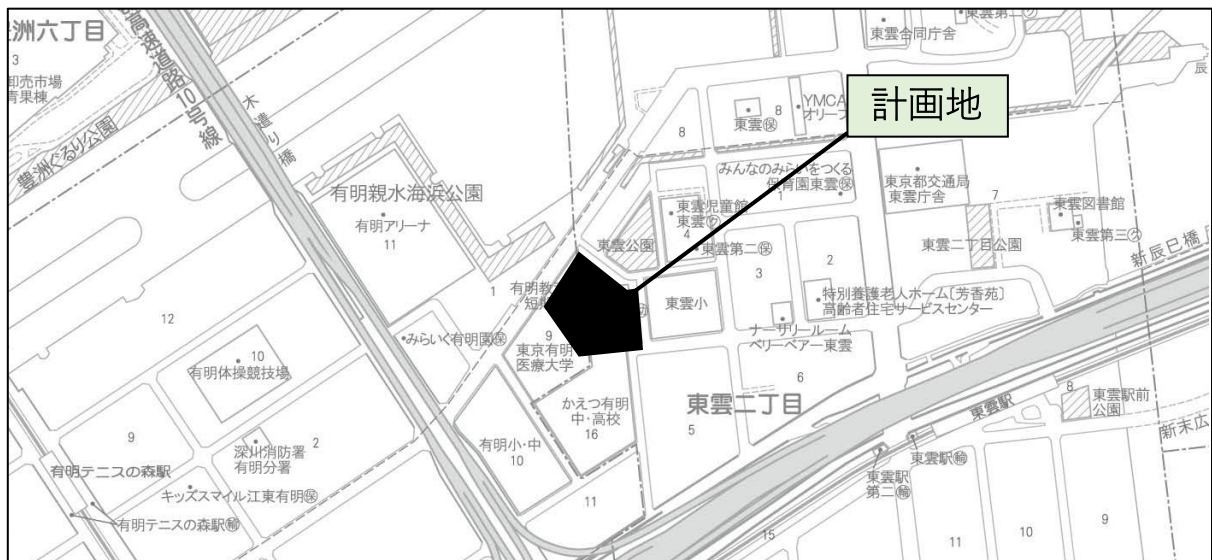 豊洲六丁目
3
卸売市場
青果棟
高速道路10号線
木遣り橋
豊洲ぐるり公園
有明親水海浜公園
有明アリーナ
11
1
12
10
有明体操競技場
9
深川消防署
有明分署
2
有明テニスの森駅
キッズスマイル江東有明㋭
有明テニスの森駅
みらいく有明園
有明小・中
10
9
東京有明
医療大学
かえつ有明
中・高校
16
11
計画地
東雲合同庁舎
東雲第二
YMCA
オリーブ
東雲
8
8
みんなのみらいをつくる
保育園東雲
1
東雲児童館
東雲
4
東雲公園
東雲第二
東雲小
3
2
東京都交通局
東雲庁舎
7
東雲図書館
東雲第三
東雲二丁目公園
新辰巳橋
辰
特別養護老人ホーム〔芳香苑〕
高齢者住宅サービスセンター
ナーサリールーム
ベリーベアー東雲
6
東雲二丁目
5
東雲駅
8
東雲駅前
公園
新末広
東雲駅
東雲駅
第二
15
11
10
9